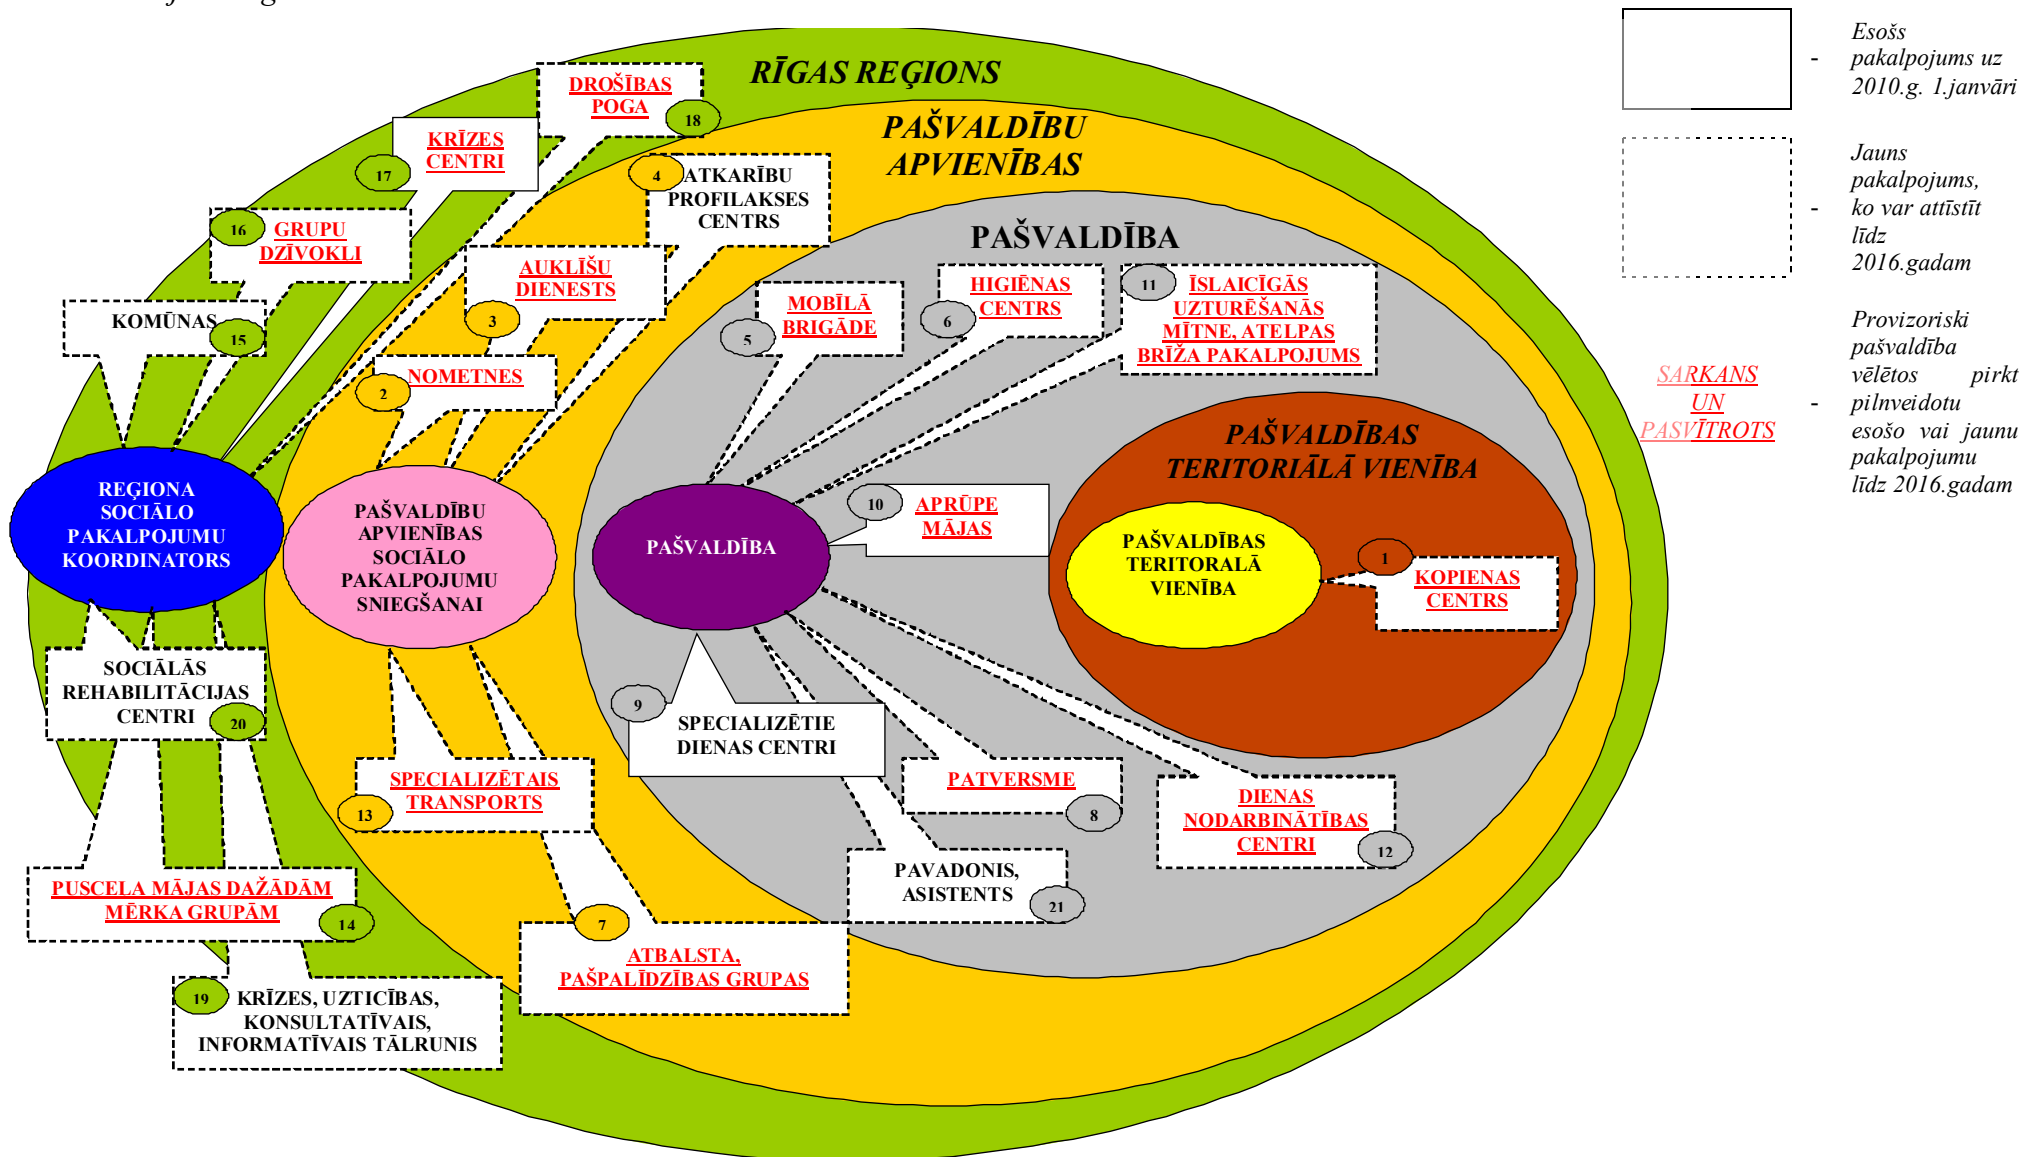 RĪGAS REĢIONS
DROŠĪBAS
POGA
18
PAŠVALDĪBU
APVIENĪBAS
KRĪZES
CENTRI
17
4
ATKARĪBU
PROFILAKSES
CENTRS
16
GRUPU
DZĪVOKLI
PAŠVALDĪBA
AUKLĪŠU
DIENESTS
3
MOBĪLĀ
BRIGĀDE
5
HIGIĒNAS
CENTRS
6
11
ĪSLAICĪGĀS
UZTURĒŠANĀS
MĪTNE, ATELPAS
BRĪŽA PAKALPOJUMS
KOMŪNAS
15
NOMETNES
2
PAŠVALDĪBAS
TERITORIĀLĀ VIENĪBA
REĢIONA
SOCIĀLO
PAKALPOJUMU
KOORDINATORS
PAŠVALDĪBU
APVIENĪBAS
SOCIĀLO
PAKALPOJUMU
SNIEGŠANAI
PAŠVALDĪBA
10
APRŪPE
MĀJAS
PAŠVALDĪBAS
TERITORALĀ
VIENĪBA
1
KOPIENAS
CENTRS
SOCIĀLĀS
REHABILITĀCIJAS
CENTRI
20
9
SPECIALIZĒTIE
DIENAS CENTRI
SPECIALIZĒTAIS
TRANSPORTS
13
PATVERSME
8
DIENAS
NODARBINĀTĪBAS
CENTRI
12
PUSCELA MĀJAS DAŽĀDĀM
MĒRKA GRUPĀM
14
PAVADONIS,
ASISTENTS
21
7
ATBALSTA,
PAŠPALĪDZĪBAS GRUPAS
19
KRĪZES, UZTICĪBAS,
KONSULTATĪVAIS,
INFORMATĪVAIS TĀLRUNIS
- Esošs
pakalpojums uz
2010.g. 1.janvāri
- Jauns
pakalpojums,
ko var attīstīt
līdz
2016.gadam
SARKANS
UN
PASVĪTROTS
- Provizoriski
pašvaldība
vēlētos pirkt
pilnveidotu
esošo vai jaunu
pakalpojumu
līdz 2016.gadam